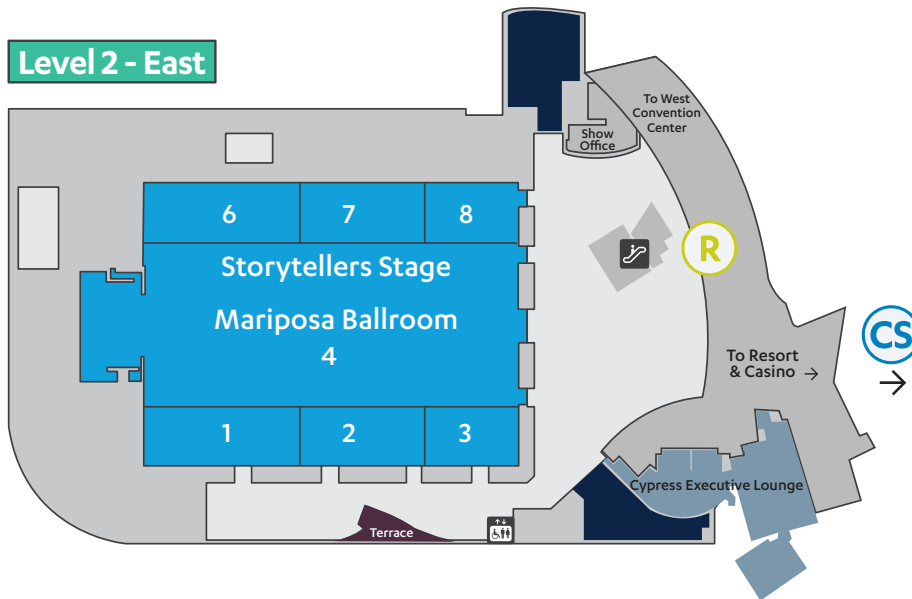 Level 2 - East
To West
Convention
Center
Show
Office
6
7
8
R
Storytellers Stage
Mariposa Ballroom
4
CS
To Resort
& Casino →
→
1
2
3
Cypress Executive Lounge
Terrace